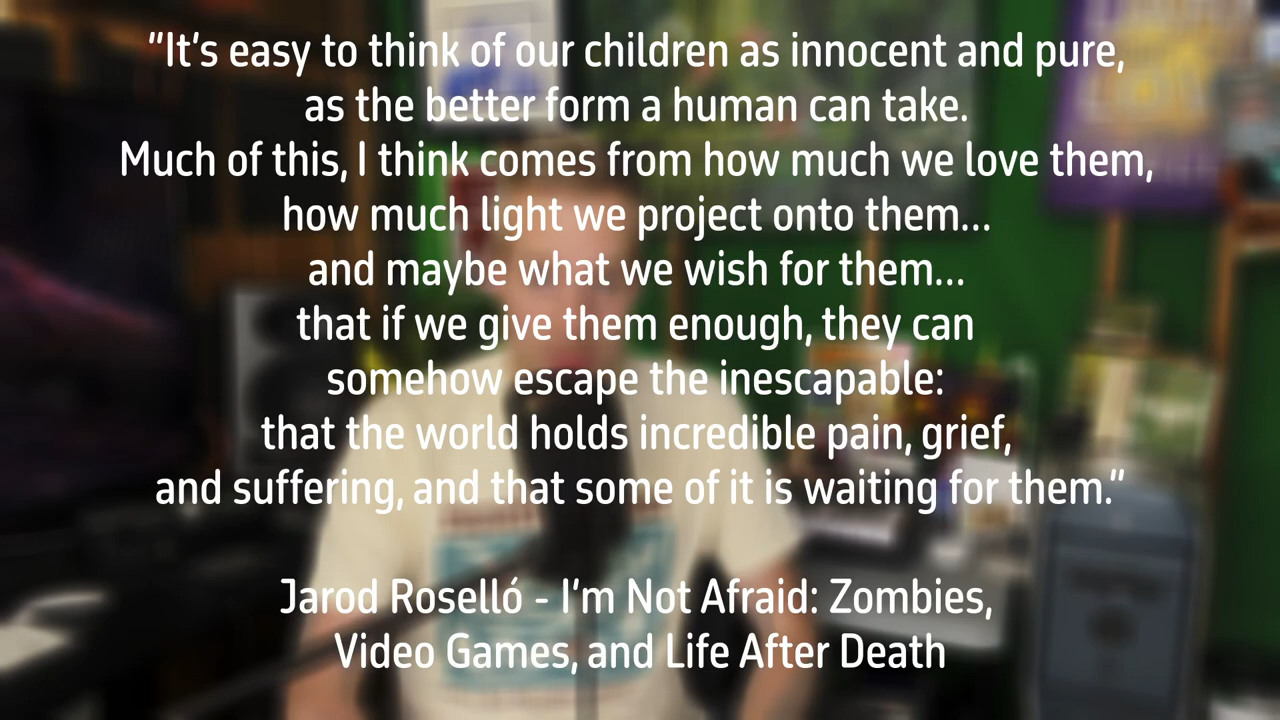 “It’s easy to think of our children as innocent and pure,
as the better form a human can take.
Much of this, I think comes from how much we love them,
how much light we project onto them...
and maybe what we wish for them...
that if we give them enough, they can
somehow escape the inescapable:
that the world holds incredible pain, grief,
and suffering, and that some of it is waiting for them.”
Jarod Roselló - I’m Not Afraid: Zombies,
Video Games, and Life After Death